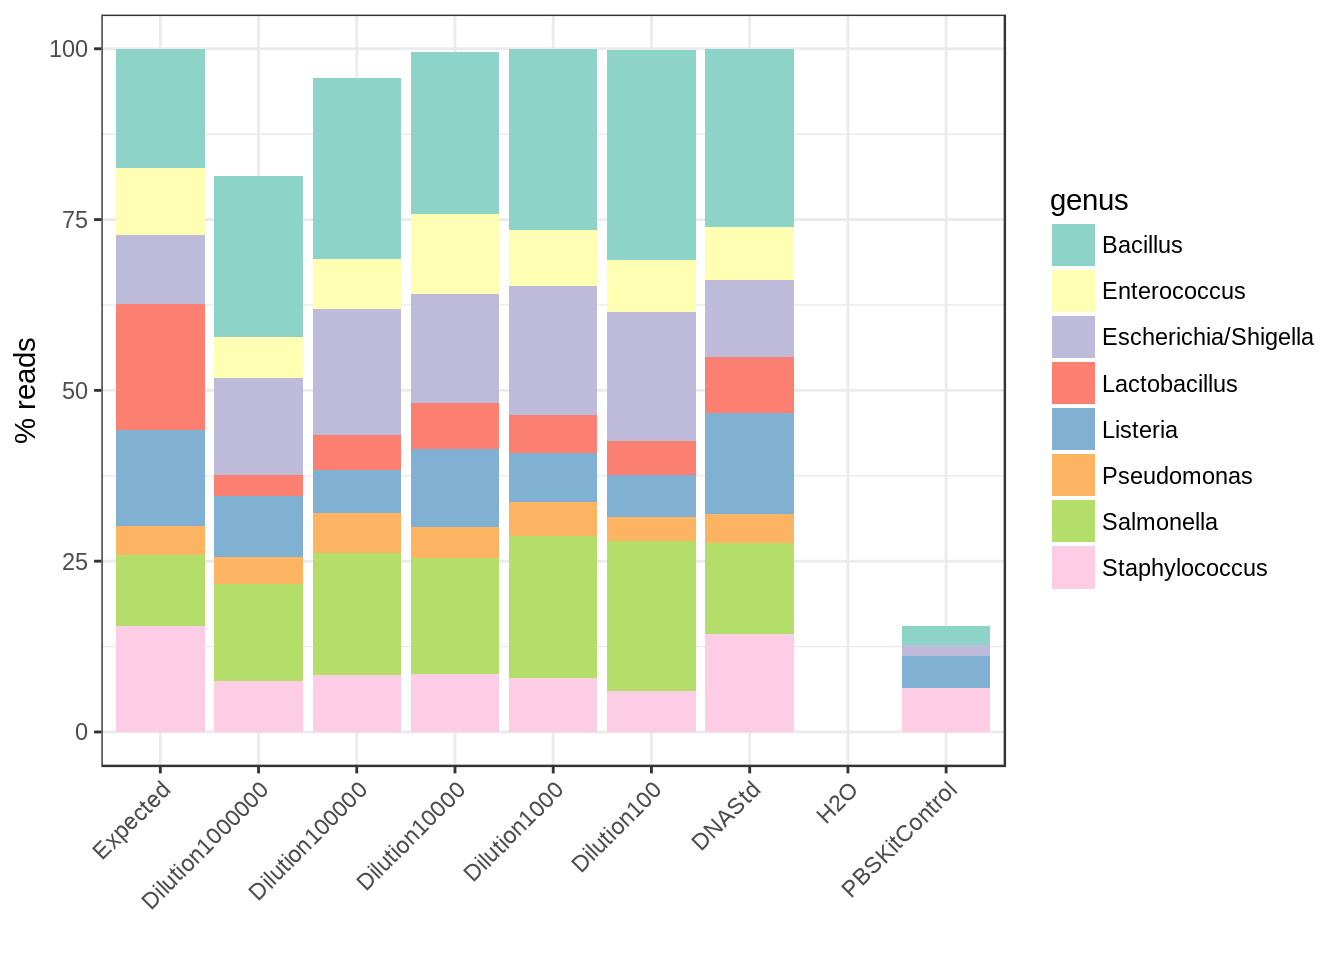 100
75
50
25
0
% reads
Expected
Dilution1000000
Dilution100000
Dilution10000
Dilution1000
Dilution100
DNAStd
H2O
PBSKitControl
genus
Bacillus
Enterococcus
Escherichia/Shigella
Lactobacillus
Listeria
Pseudomonas
Salmonella
Staphylococcus